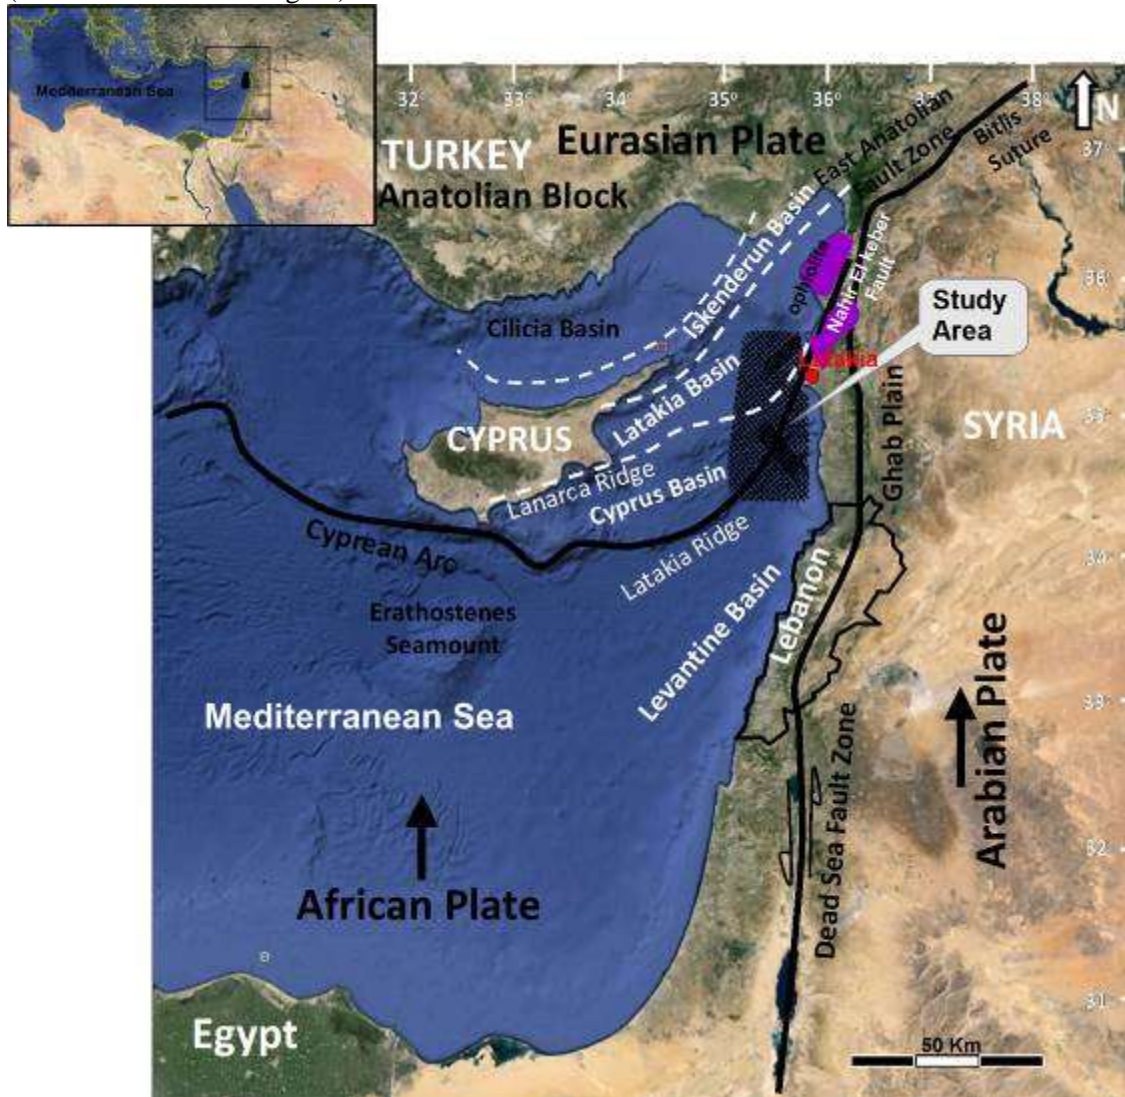 Mediterranean Sea
32
33
34
35°
36°
37°
38°
N
TURKEY
Eurasian Plate
Anatolian Block
East Anatolian
Fault Zone
Bitlis
Suture
37
Iskenderun Basin
ophiolite
Nahir El keber
Fault
36
Study
Area
Cilicia Basin
Latakia
Latakia Basin
Ghab Plain
35
CYPRUS
SYRIA
Lanarca Ridge
Cyprus Basin
Cyprean Arc
Latakia Ridge
34
Erathostenes
Seamount
Levantine Basin
Lebanon
Mediterranean Sea
33
Dead Sea Fault Zone
Arabian Plate
32
African Plate
31
Egypt
50 Km